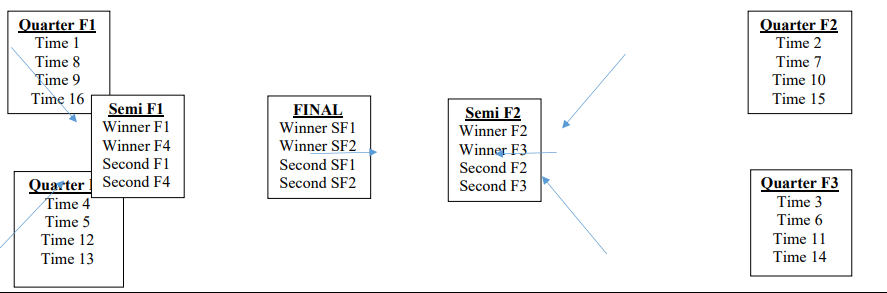 Quarter F1
Time 1
Time 8
Time 9
Time 16
Semi F1
Winner F1
Winner F4
Second F1
Second F4
Quarter
Time 4
Time 5
Time 12
Time 13
FINAL
Winner SF1
Winner SF2
Second SF1
Second SF2
Semi F2
Winner F2
Winner F3
Second F2
Second F3
Quarter F2
Time 2
Time 7
Time 10
Time 15
Quarter F3
Time 3
Time 6
Time 11
Time 14